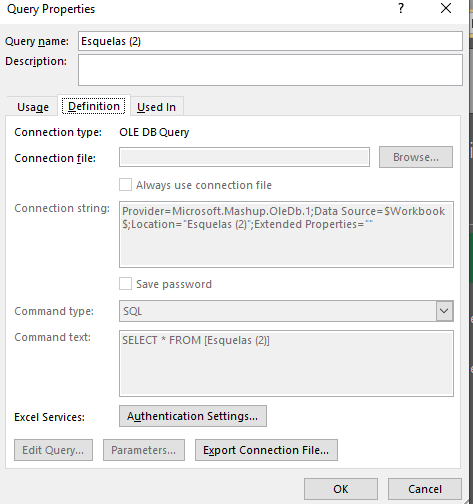 Query Properties ? ×
Query name: Esquelas (2)
Description:
Usage Definition Used In
Connection type: OLE DB Query
Connection file: Browse...
Always use connection file
Connection string: Provider=Microsoft.Mashup.OleDb.1;Data Source=$Workbook
$;Location="Esquelas (2)";Extended Properties=""
Save password
Command type: SQL
Command text: SELECT * FROM [Esquelas (2)]
Excel Services: Authentication Settings...
Edit Query... Parameters... Export Connection File...
OK Cancel